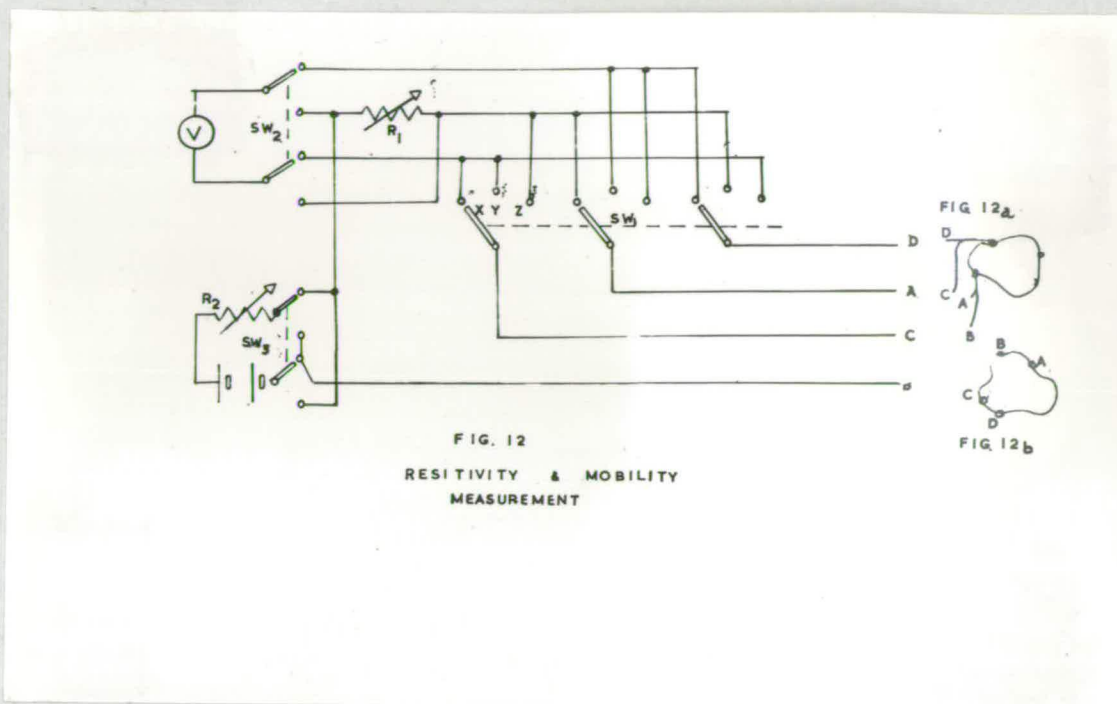 V
SW2
R1
X Y Z
SW1
D
A
C
R2
SW3
FIG. 12
RESITIVITY & MOBILITY
MEASUREMENT
FIG 12a
D
C
A
B
B
A
C
D
FIG. 12b